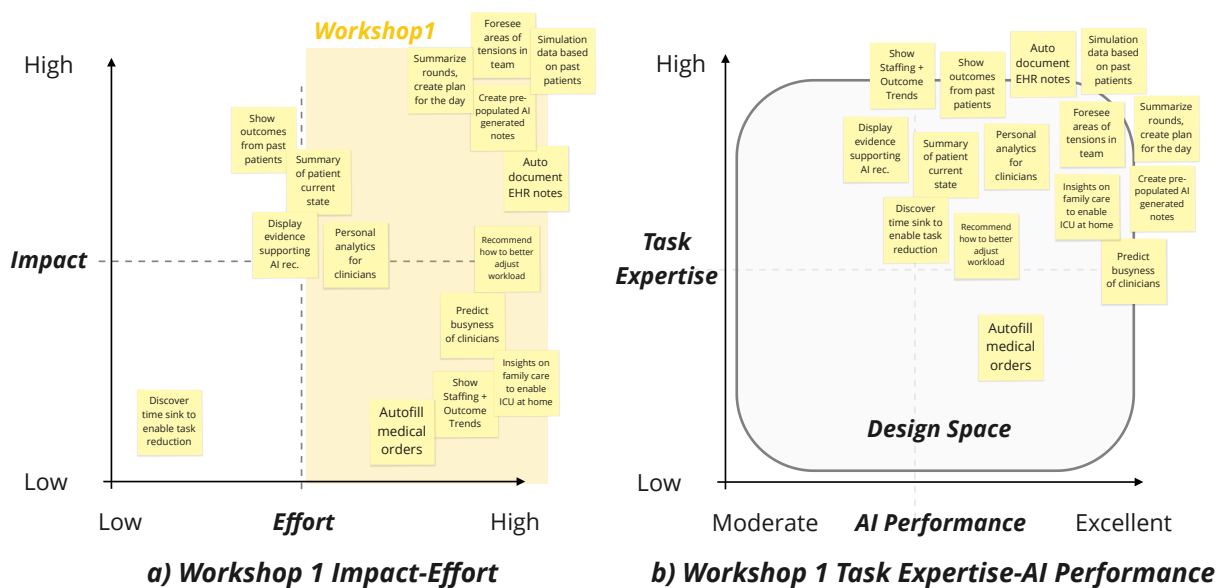 Workshop1
High
Foresee
areas of
tensions in
team
Simulation
data based
on past
patients
Summarize
rounds,
create plan
for the day
Create pre-
populated AI
generated
notes
Show
outcomes
from past
patients
Summary
of patient
current
state
Auto
document
EHR notes
Display
evidence
supporting
AI rec.
Personal
analytics
for
clinicians
Recommend
how to better
adjust
workload
Impact
Predict
busyness
of clinicians
Insights on
family care
to enable
ICU at home
Show
Staffing +
Outcome
Trends
Autofill
medical
orders
Discover
time sink to
enable task
reduction
Low
Low
Effort
High
a) Workshop 1 Impact-Effort
High
Show
Staffing +
Outcome
Trends
Show
outcomes
from past
patients
Auto
document
EHR notes
Simulation
data based
on past
patients
Display
evidence
supporting
AI rec.
Summary
of patient
current
state
Personal
analytics
for
clinicians
Foresee
areas of
tensions in
team
Summarize
rounds,
create plan
for the day
Discover
time sink to
enable task
reduction
Recommend
how to better
adjust
workload
Insights on
family care
to enable
ICU at home
Create pre-
populated AI
generated
notes
Predict
busyness
of clinicians
Task
Expertise
Autofill
medical
orders
Design Space
Low
Moderate
AI Performance
Excellent
b) Workshop 1 Task Expertise-AI Performance